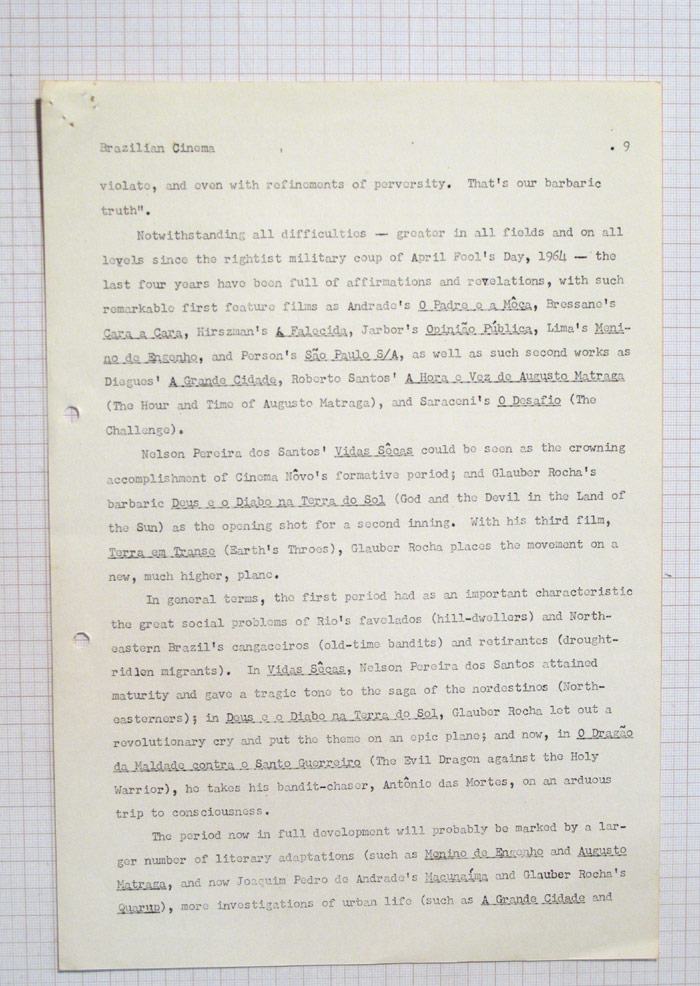 Brazilian Cinema . 9
violate, and even with refinements of perversity. That's our barbaric
truth".
Notwithstanding all difficulties — greater in all fields and on all
levels since the rightist military coup of April Fool's Day, 1964 — the
last four years have been full of affirmations and revelations, with such
remarkable first feature films as Andrade's O Padre e a Môça, Bressane's
Cara a Cara, Hirszman's A Falecida, Jarbor's Opinião Pública, Lima's Meni-
no de Engenho, and Person's São Paulo S/A, as well as such second works as
Diegues' A Grande Cidade, Roberto Santos' A Hora e Vez de Augusto Matraga
(The Hour and Time of Augusto Matraga), and Saraceni's O Desafio (The
Challenge).
Nelson Pereira dos Santos' Vidas Sêcas could be seen as the crowning
accomplishment of Cinema Nôvo's formative period; and Glauber Rocha's
barbaric Deus e o Diabo na Terra do Sol (God and the Devil in the Land of
the Sun) as the opening shot for a second inning. With his third film,
Terra em Transe (Earth's Throes), Glauber Rocha places the movement on a
new, much higher, plane.
In general terms, the first period had as an important characteristic
the great social problems of Rio's favelados (hill-dwellers) and North-
eastern Brazil's cangaceiros (old-time bandits) and retirantes (drought-
ridden migrants). In Vidas Sêcas, Nelson Pereira dos Santos attained
maturity and gave a tragic tone to the saga of the nordestinos (North-
easterners); in Deus e o Diabo na Terra do Sol, Glauber Rocha let out a
revolutionary cry and put the theme on an epic plane; and now, in O Dragão
da Maldade contra o Santo Guerreiro (The Evil Dragon against the Holy
Warrior), he takes his bandit-chaser, Antônio das Mortes, on an arduous
trip to consciousness.
The period now in full development will probably be marked by a lar-
ger number of literary adaptations (such as Menino de Engenho and Augusto
Matraga, and now Joaquim Pedro de Andrade's Macunaíma and Glauber Rocha's
Quarup), more investigations of urban life (such as A Grande Cidade and